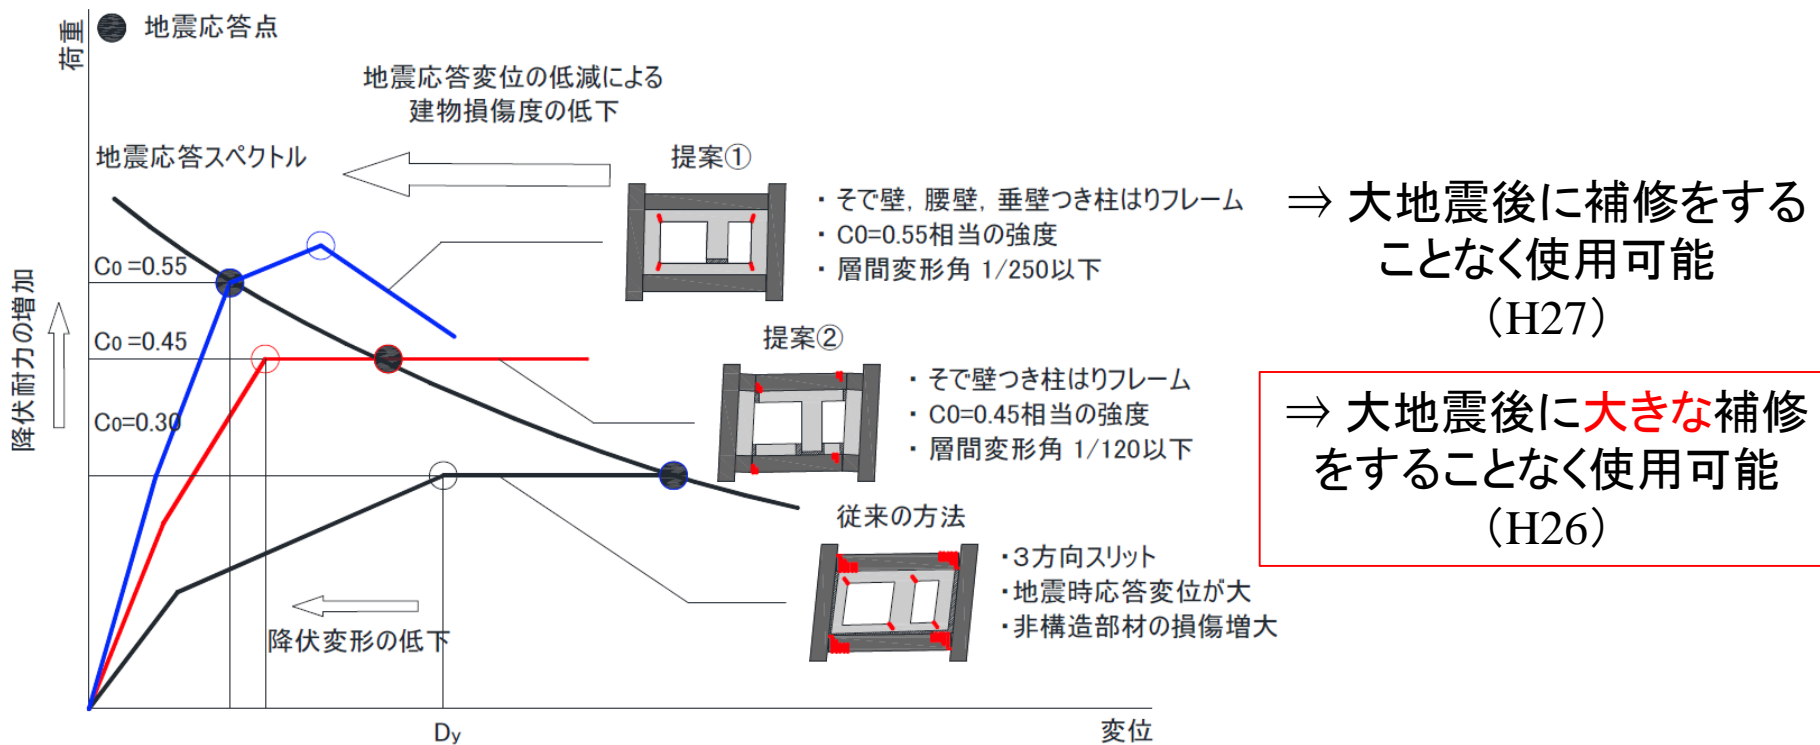 地震応答点
荷重
地震応答変位の低減による
建物損傷度の低下
地震応答スペクトル
提案①
・そで壁，腰壁，垂壁つき柱はりフレーム
・C0=0.55相当の強度
・層間変形角 1/250以下
⇒ 大地震後に補修をする
ことなく使用可能
（H27）
降伏耐力の増加
C₀ =0.55
C₀ =0.45
C₀=0.30
提案②
・そで壁つき柱はりフレーム
・C0=0.45相当の強度
・層間変形角 1/120以下
⇒ 大地震後に大きな補修
をすることなく使用可能
（H26）
従来の方法
・３方向スリット
・地震時応答変位が大
・非構造部材の損傷増大
降伏変形の低下
Dy
変位